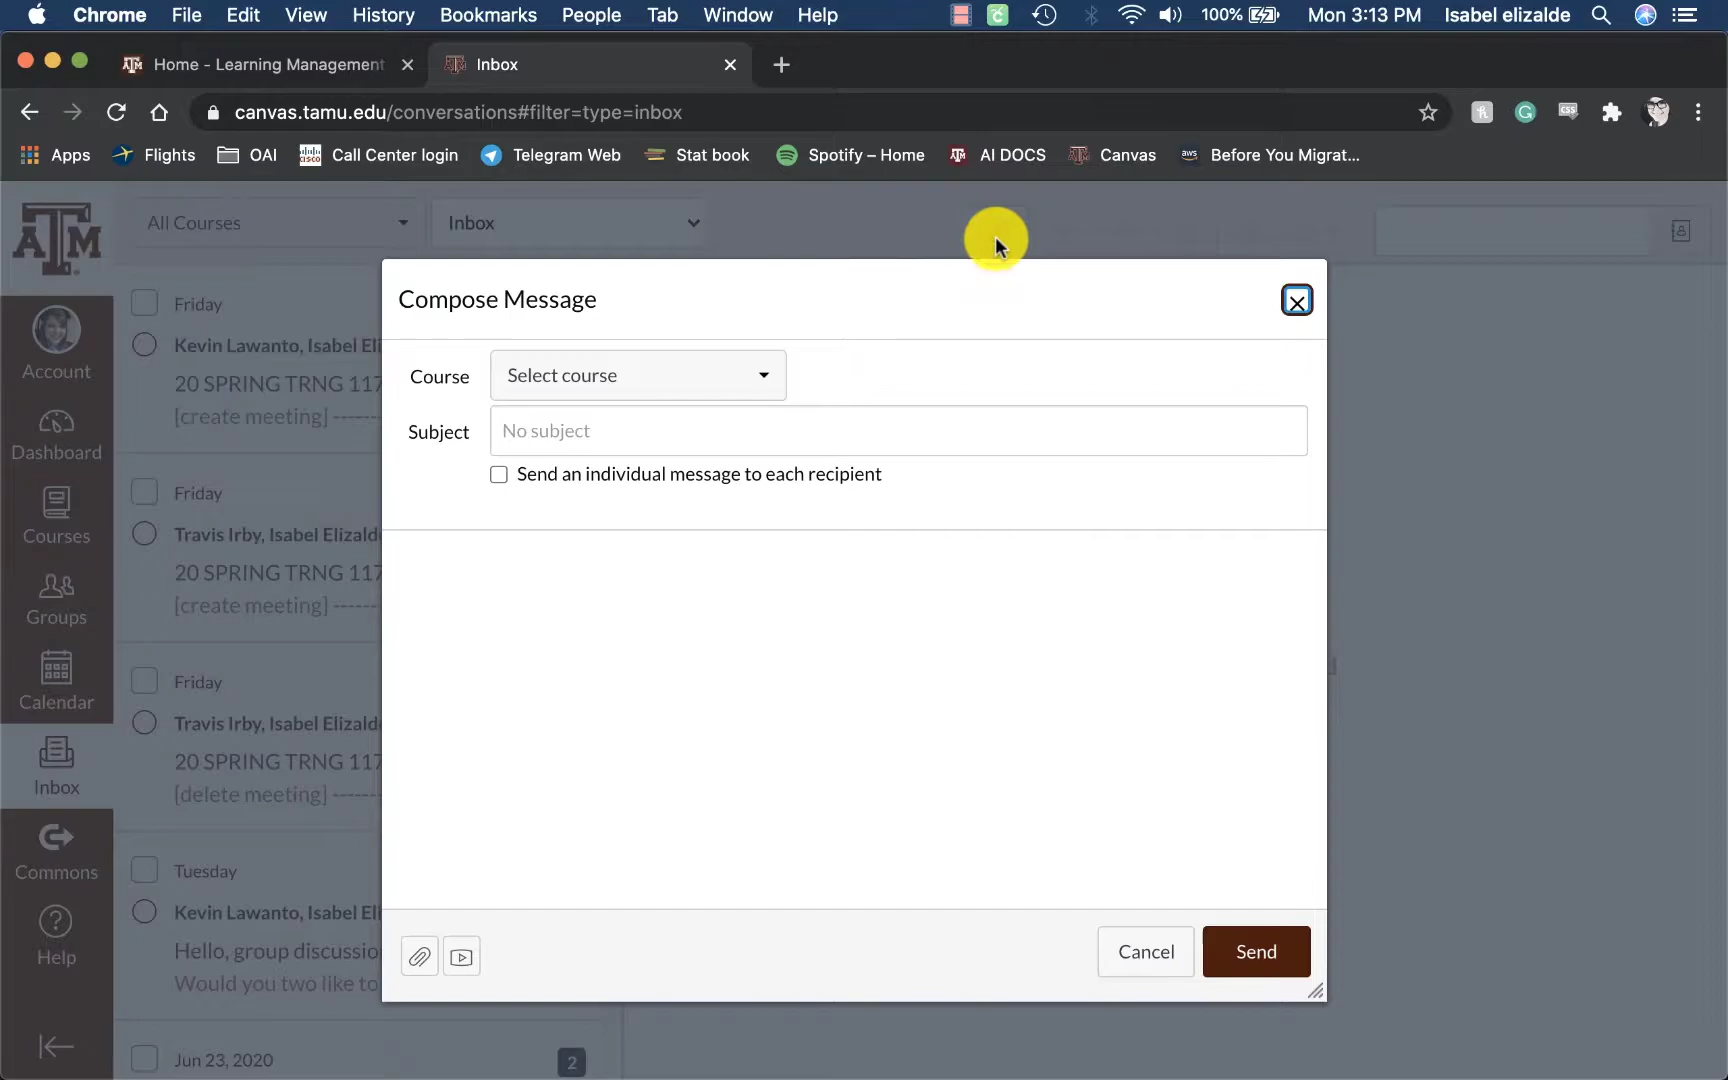 Chrome File Edit View History Bookmarks People Tab Window Help 100% Mon 3:13 PM Isabel elizalde
Home - Learning Management
Inbox
canvas.tamu.edu/conversations#filter=type=inbox
Apps Flights OAI Call Center login Telegram Web Stat book Spotify – Home AI DOCS Canvas Before You Migrat...
All Courses
Inbox
Account
Dashboard
Courses
Groups
Calendar
Inbox
Commons
Help
Friday
Kevin Lawanto, Isabel Eli
20 SPRING TRNG 117
[create meeting] ------
Friday
Travis Irby, Isabel Elizald
20 SPRING TRNG 117
[create meeting] ------
Friday
Travis Irby, Isabel Elizald
20 SPRING TRNG 117
[delete meeting] ------
Tuesday
Kevin Lawanto, Isabel Eli
Hello, group discussio
Would you two like to
Jun 23, 2020
2
Compose Message
Course Select course
Subject No subject
Send an individual message to each recipient
Cancel Send